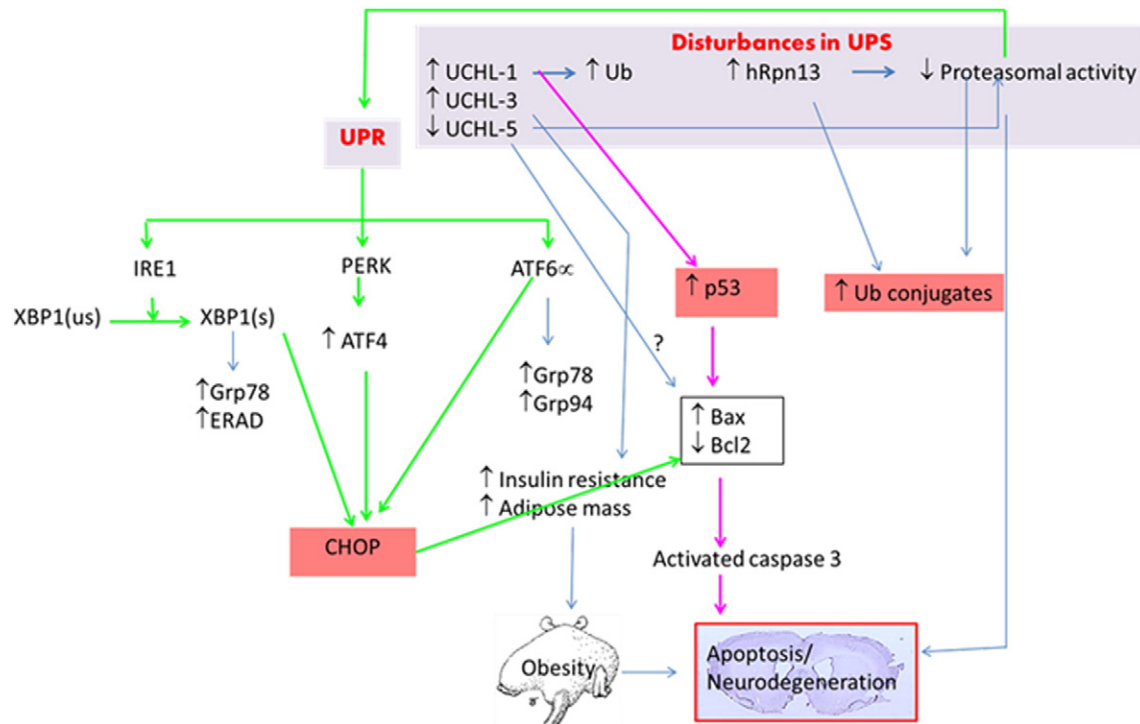 Disturbances in UPS
↑ UCHL-1
↑ Ub
↑ hRpn13
↓ Proteasomal activity
↑ UCHL-3
↓ UCHL-5
UPR
IRE1
PERK
ATF6∝
↑ p53
↑ Ub conjugates
XBP1(us)
XBP1(s)
↑ ATF4
?
↑Grp78
↑ERAD
↑Grp78
↑Grp94
↑ Bax
↓ Bcl2
↑ Insulin resistance
↑ Adipose mass
CHOP
Activated caspase 3
Obesity
Apoptosis/
Neurodegeneration